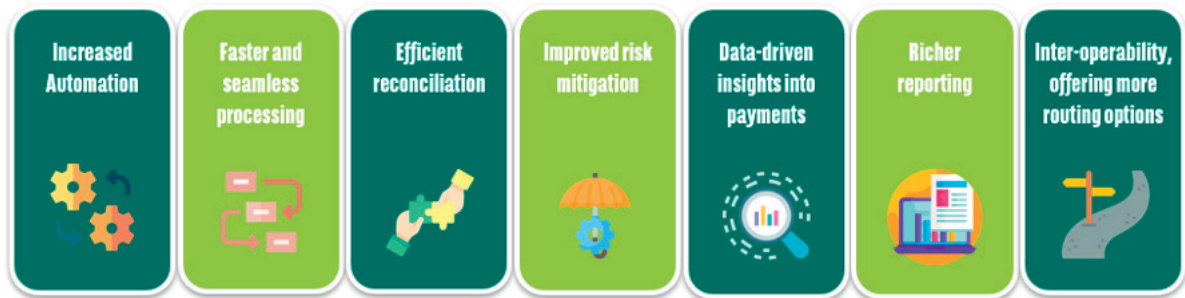 Increased
Automation
Faster and
seamless
processing
Efficient
reconciliation
Improved risk
mitigation
Data-driven
insights into
payments
Richer
reporting
Inter-operability,
offering more
routing options